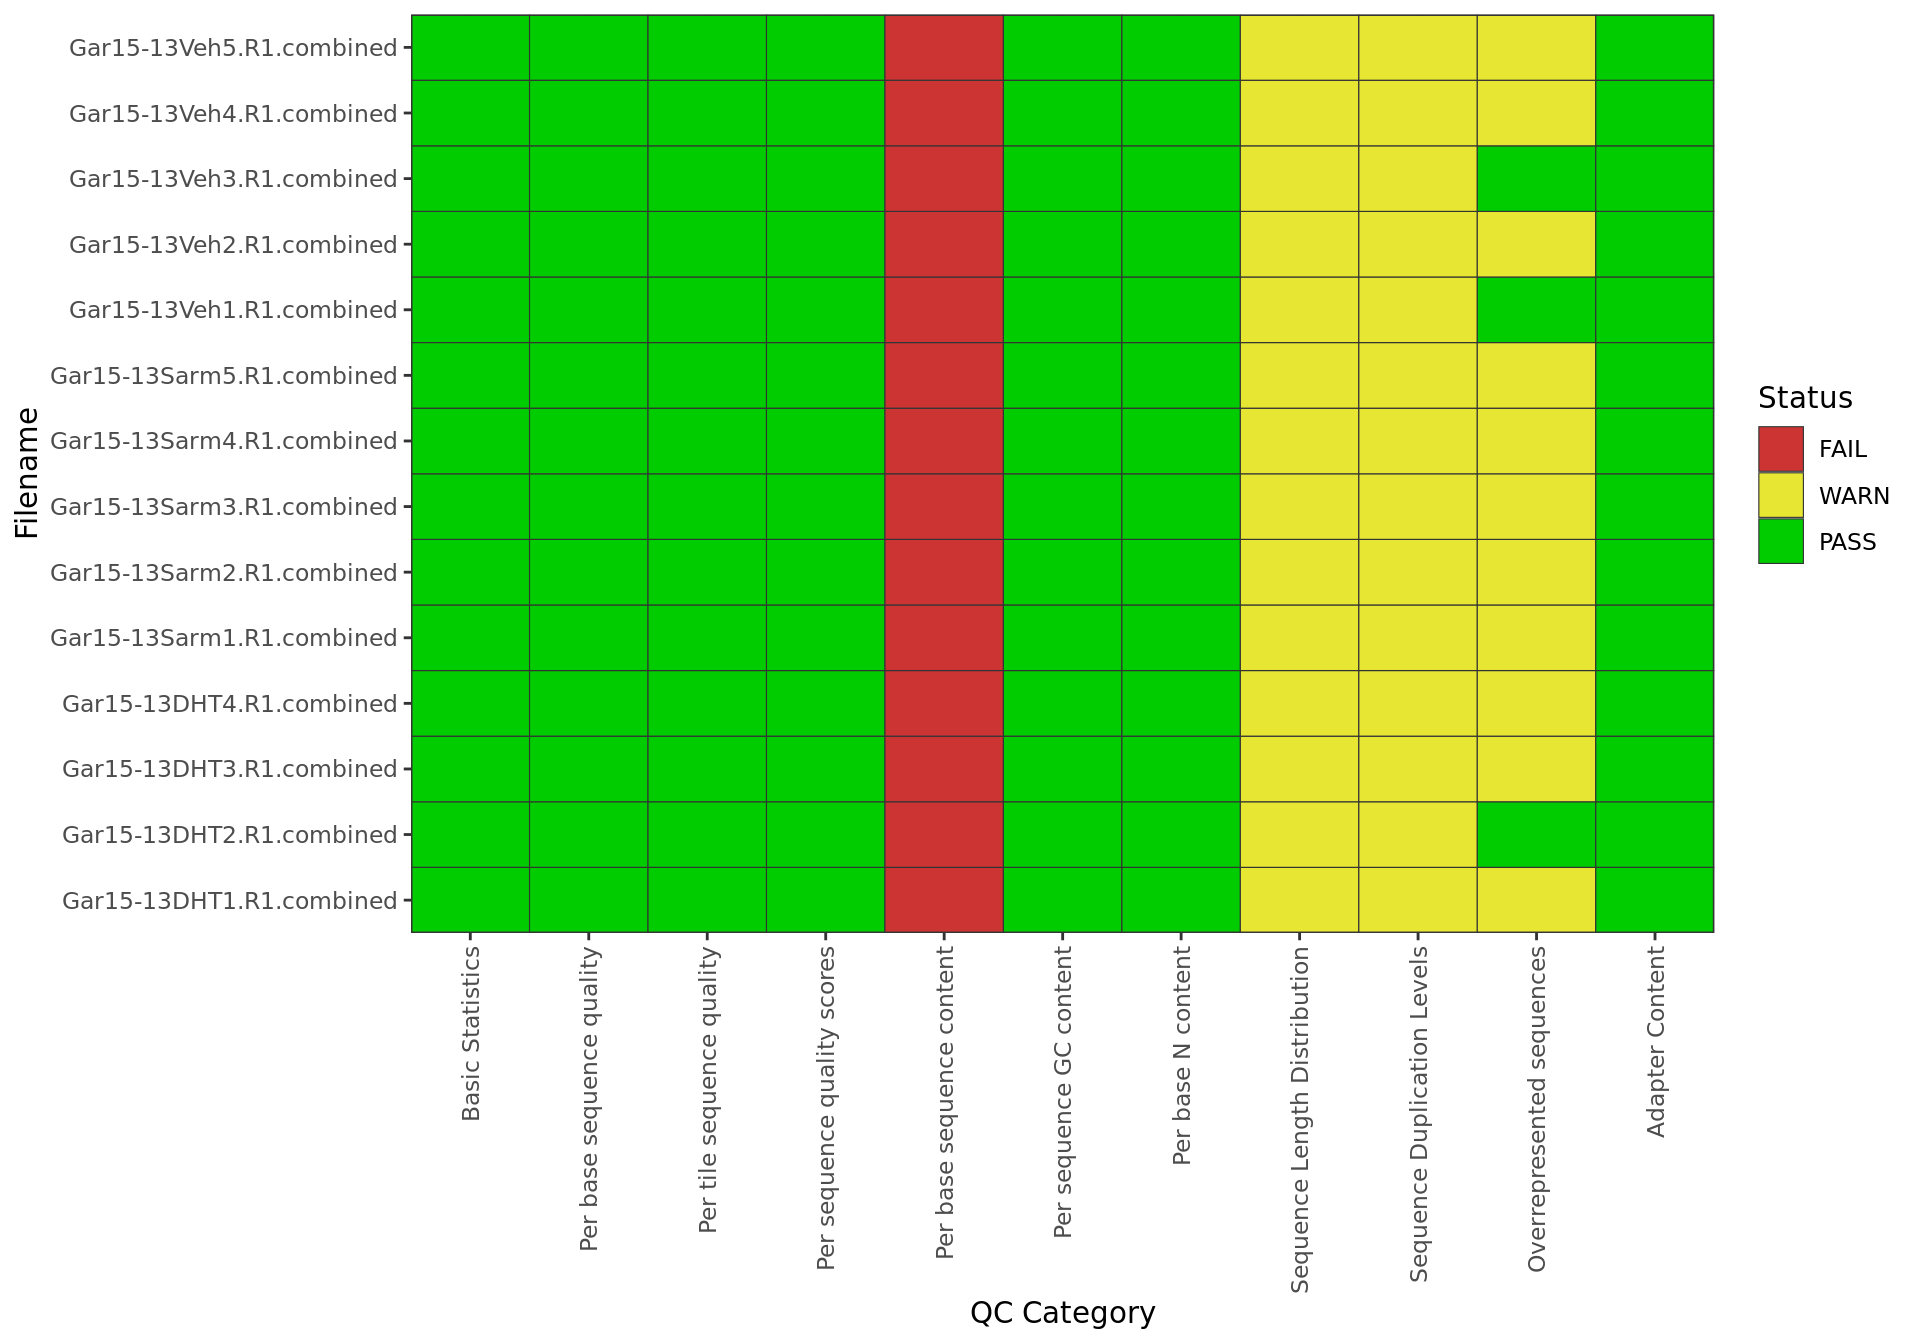 Filename
Gar15-13Veh5.R1.combined
Gar15-13Veh4.R1.combined
Gar15-13Veh3.R1.combined
Gar15-13Veh2.R1.combined
Gar15-13Veh1.R1.combined
Gar15-13Sarm5.R1.combined
Gar15-13Sarm4.R1.combined
Gar15-13Sarm3.R1.combined
Gar15-13Sarm2.R1.combined
Gar15-13Sarm1.R1.combined
Gar15-13DHT4.R1.combined
Gar15-13DHT3.R1.combined
Gar15-13DHT2.R1.combined
Gar15-13DHT1.R1.combined
Basic Statistics
Per base sequence quality
Per tile sequence quality
Per sequence quality scores
Per base sequence content
Per sequence GC content
Per base N content
Sequence Length Distribution
Sequence Duplication Levels
Overrepresented sequences
Adapter Content
QC Category
Status
FAIL
WARN
PASS